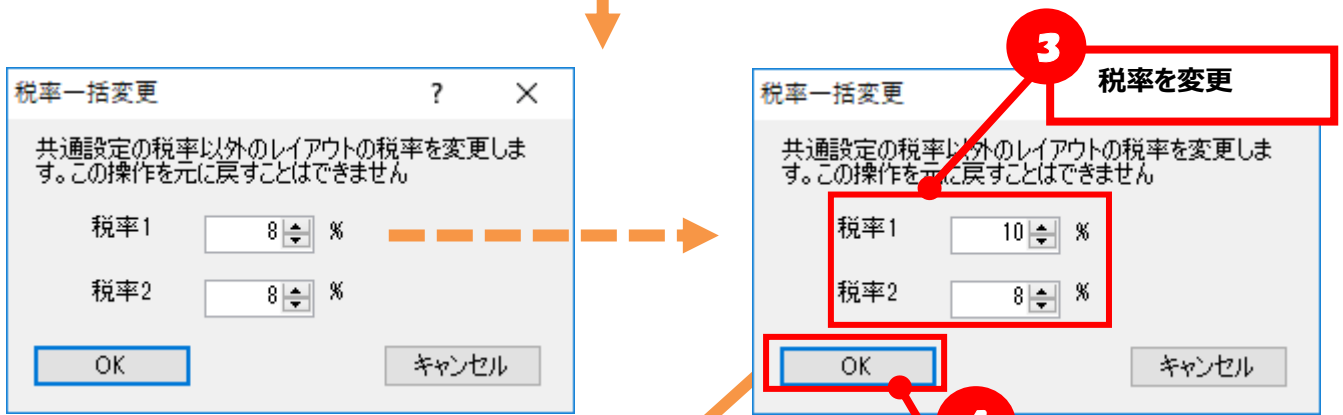 税率一括変更
?
×
共通設定の税率以外のレイアウトの税率を変更しま
す。この操作を元に戻すことはできません
税率1
8
%
税率2
8
%
OK
キャンセル
3
税率を変更
税率一括変更
共通設定の税率以外のレイアウトの税率を変更しま
す。この操作を元に戻すことはできません
税率1
10
%
税率2
8
%
OK
キャンセル